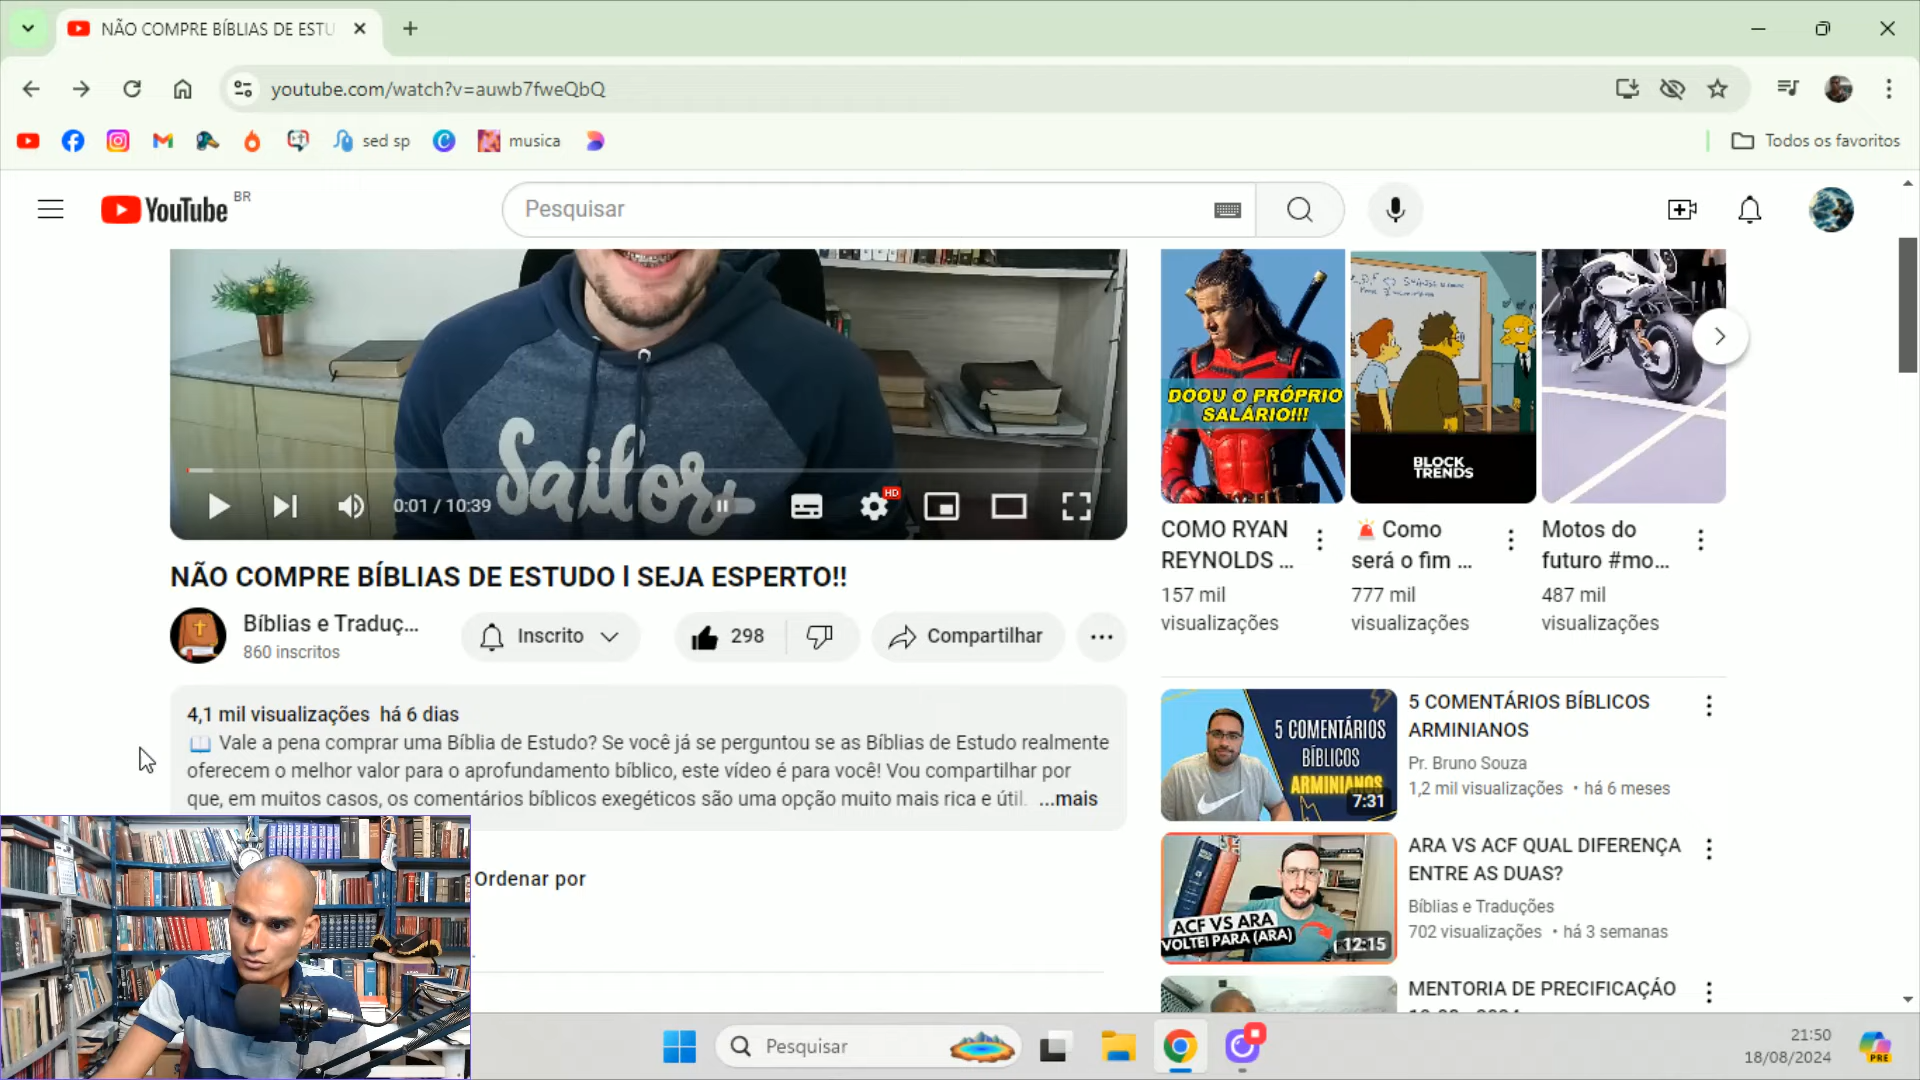 NÃO COMPRE BÍBLIAS DE ESTU
youtube.com/watch?v=auwb7fweQbQ
sed sp
musica
Todos os favoritos
YouTube BR
Pesquisar
DOOU O PRÓPRIO
SALÁRIO!!!
BLOCK
TRENDS
Sailor
0:01 / 10:39
HD
COMO RYAN
REYNOLDS ...
157 mil
visualizações
Como
será o fim ...
777 mil
visualizações
Motos do
futuro #mo...
487 mil
visualizações
NÃO COMPRE BÍBLIAS DE ESTUDO l SEJA ESPERTO!!
Bíblias e Traduç...
860 inscritos
Inscrito
298
Compartilhar
4,1 mil visualizações há 6 dias
Vale a pena comprar uma Bíblia de Estudo? Se você já se perguntou se as Bíblias de Estudo realmente
oferecem o melhor valor para o aprofundamento bíblico, este vídeo é para você! Vou compartilhar por
que, em muitos casos, os comentários bíblicos exegéticos são uma opção muito mais rica e útil. ...mais
Ordenar por
5 COMENTÁRIOS
BÍBLICOS
ARMINIANOS
7:31
5 COMENTÁRIOS BÍBLICOS
ARMINIANOS
Pr. Bruno Souza
1,2 mil visualizações • há 6 meses
ACF VS ARA
VOLTEI PARA (ARA)
12:15
ARA VS ACF QUAL DIFERENÇA
ENTRE AS DUAS?
Bíblias e Traduções
702 visualizações • há 3 semanas
MENTORIA DE PRECIFICAÇÃO
Pesquisar
21:50
18/08/2024
PRE